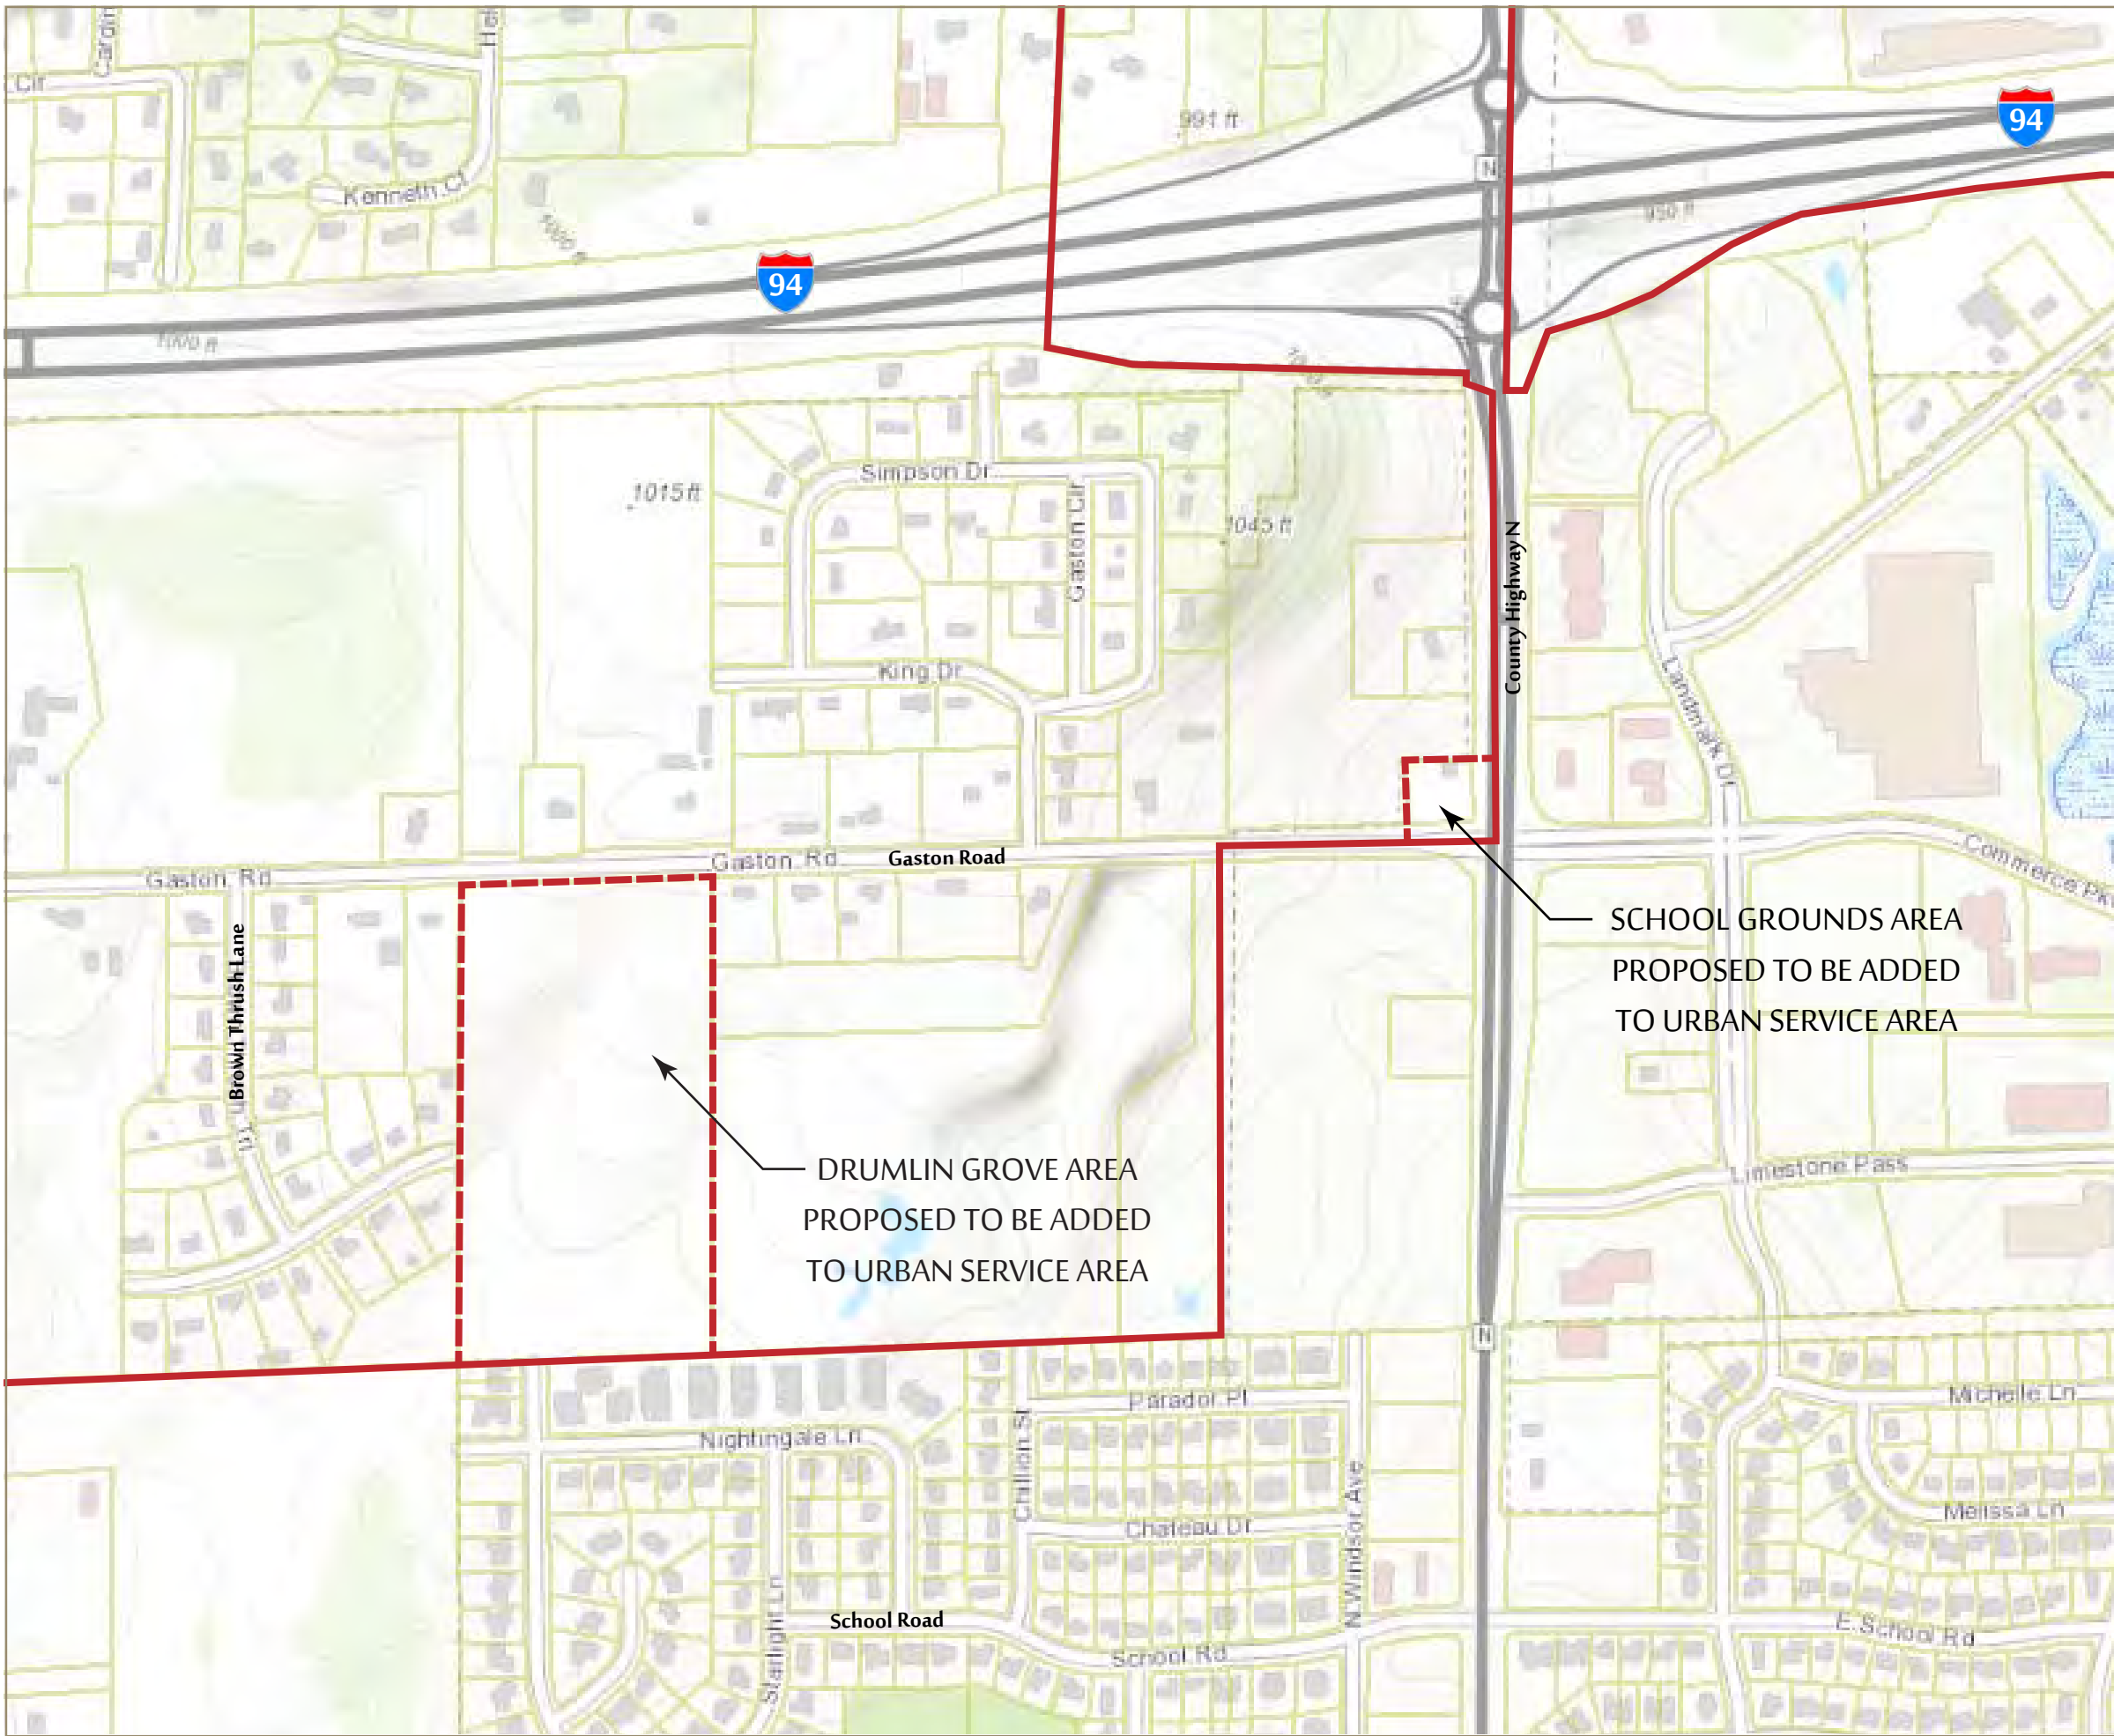 Cir
Kenneth Ct
991 ft
N
94
950 ft
94
1000 ft
1000 ft
Simpson Dr
1015 ft
Gaston Cir
1045 ft
County Highway N
King Dr
Landmark Dr
Gaston Rd
Gaston Road
Gaston Rd
Commerce Pk
Brown Thrush Lane
SCHOOL GROUNDS AREA
PROPOSED TO BE ADDED
TO URBAN SERVICE AREA
DRUMLIN GROVE AREA
PROPOSED TO BE ADDED
TO URBAN SERVICE AREA
Limestone Pass
N
Paradol Pl
Michelle Ln
Nightingale Ln
Chillion St
N Windsor Ave
Melissa Ln
Chateau Dr
Starlight Ln
School Road
E School Rd
School Rd